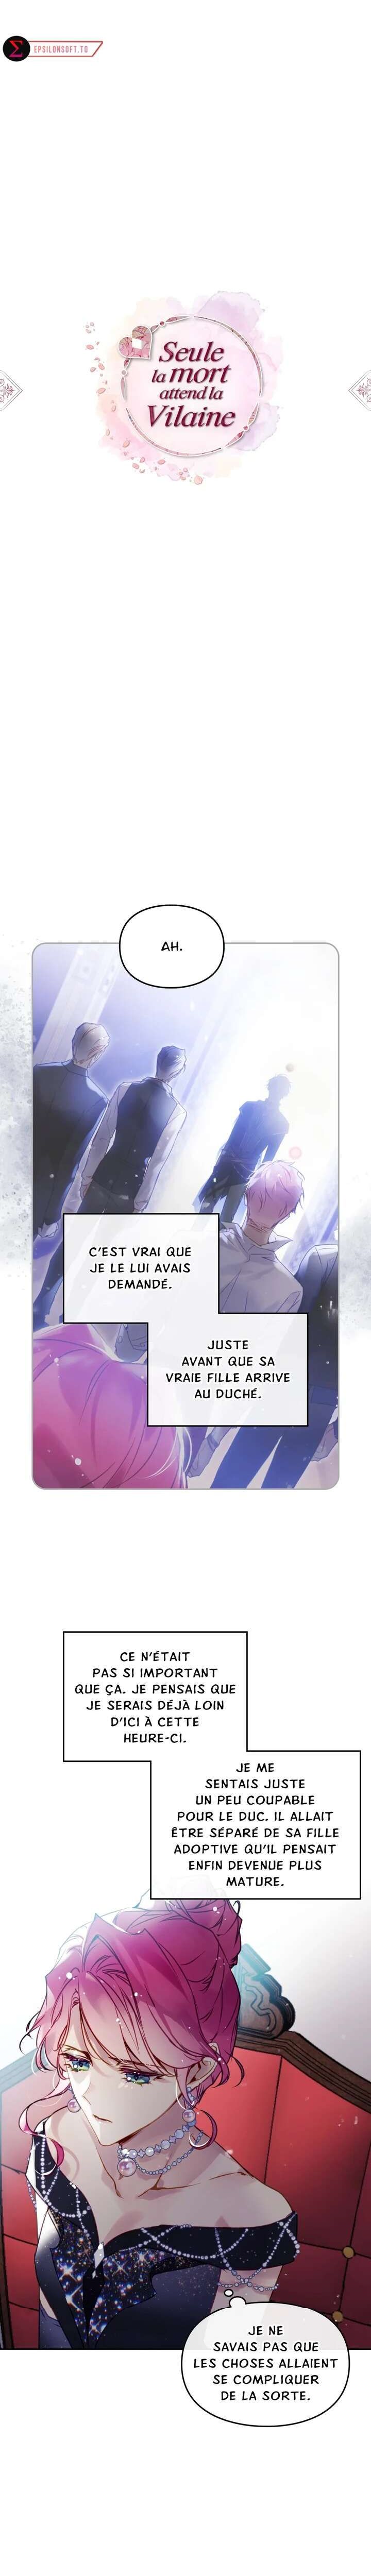 EPSILONSOFT.TO
Seule
la mort
attend la
Vilaine
AH.
C'EST VRAI QUE
JE LE LUI AVAIS
DEMANDÉ.
JUSTE
AVANT QUE SA
VRAIE FILLE ARRIVE
AU DUCHÉ.
CE N'ÉTAIT
PAS SI IMPORTANT
QUE ÇA. JE PENSAIS QUE
JE SERAIS DÉJÀ LOIN
D'ICI À CETTE
HEURE-CI.
JE ME
SENTAIS JUSTE
UN PEU COUPABLE
POUR LE DUC. IL ALLAIT
ÊTRE SÉPARÉ DE SA FILLE
ADOPTIVE QU'IL PENSAIT
ENFIN DEVENUE PLUS
MATURE.
JE NE
SAVAIS PAS QUE
LES CHOSES ALLAIENT
SE COMPLIQUER
DE LA SORTE.